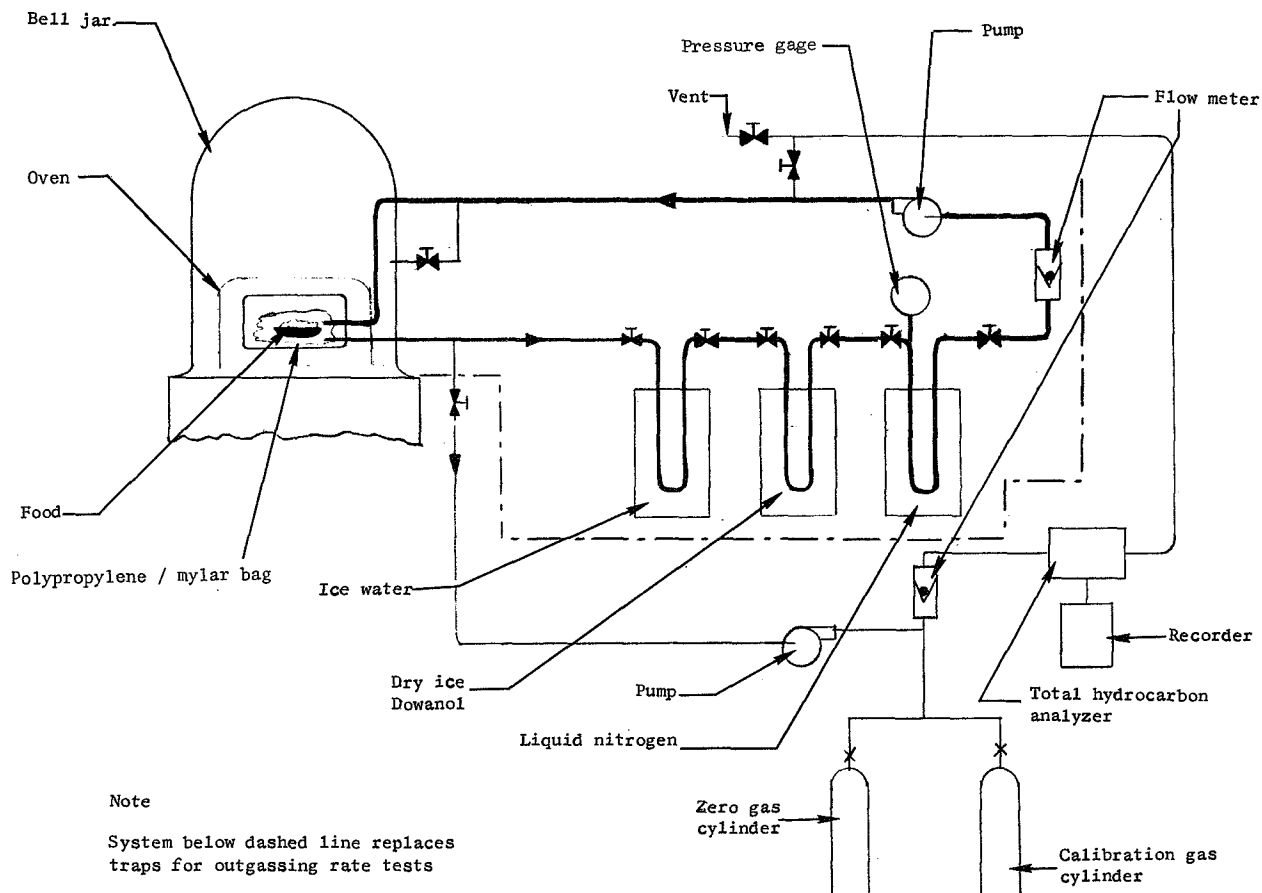 Bell jar
Pump
Pressure gage
Vent
Flow meter
Oven
Food
Polypropylene / mylar bag
Ice water
Dry ice
Dowanol
Pump
Liquid nitrogen
Recorder
Total hydrocarbon
analyzer
Zero gas
cylinder
Calibration gas
cylinder
Note
System below dashed line replaces
traps for outgassing rate tests